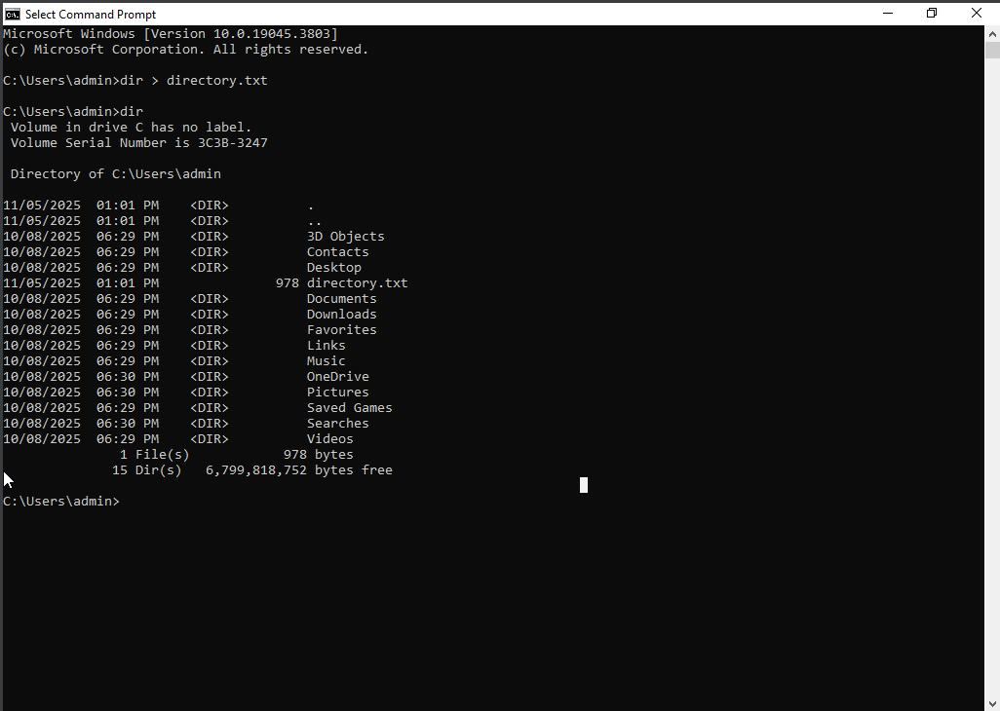 Select Command Prompt
Microsoft Windows [Version 10.0.19045.3803]
(c) Microsoft Corporation. All rights reserved.
C:\Users\admin>dir > directory.txt
C:\Users\admin>dir
 Volume in drive C has no label.
 Volume Serial Number is 3C3B-3247
 Directory of C:\Users\admin
11/05/2025  01:01 PM    <DIR>          .
11/05/2025  01:01 PM    <DIR>          ..
10/08/2025  06:29 PM    <DIR>          3D Objects
10/08/2025  06:29 PM    <DIR>          Contacts
10/08/2025  06:29 PM    <DIR>          Desktop
11/05/2025  01:01 PM               978 directory.txt
10/08/2025  06:29 PM    <DIR>          Documents
10/08/2025  06:29 PM    <DIR>          Downloads
10/08/2025  06:29 PM    <DIR>          Favorites
10/08/2025  06:29 PM    <DIR>          Links
10/08/2025  06:29 PM    <DIR>          Music
10/08/2025  06:30 PM    <DIR>          OneDrive
10/08/2025  06:30 PM    <DIR>          Pictures
10/08/2025  06:29 PM    <DIR>          Saved Games
10/08/2025  06:30 PM    <DIR>          Searches
10/08/2025  06:29 PM    <DIR>          Videos
               1 File(s)            978 bytes
              15 Dir(s)   6,799,818,752 bytes free
C:\Users\admin>